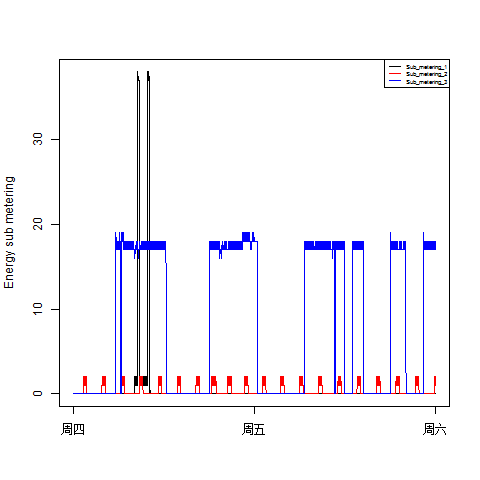 Sub_metering_1
Sub_metering_2
Sub_metering_3
Energy sub metering
30
20
10
0
周四
周五
周六